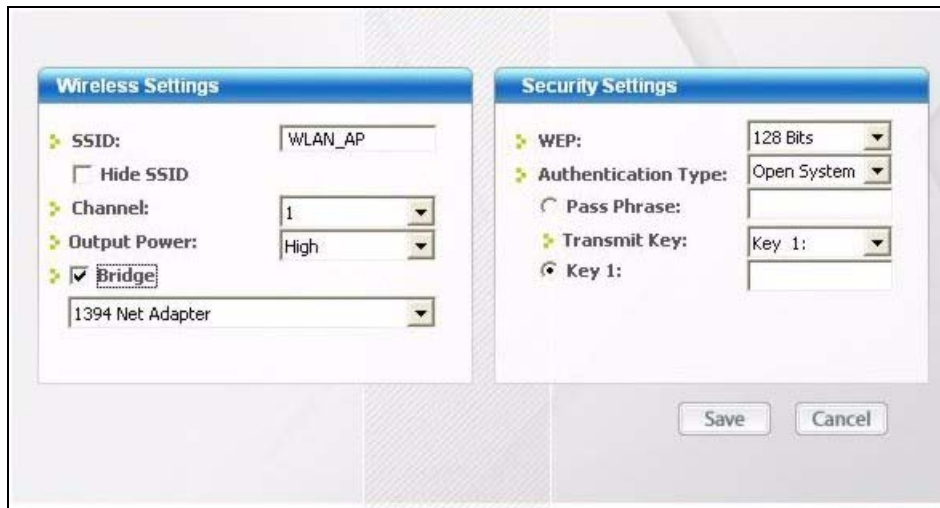 Wireless Settings
SSID: WLAN_AP
Hide SSID
Channel: 1
Output Power: High
Bridge
1394 Net Adapter
Security Settings
WEP: 128 Bits
Authentication Type: Open System
Pass Phrase:
Transmit Key: Key 1:
Key 1:
Save Cancel